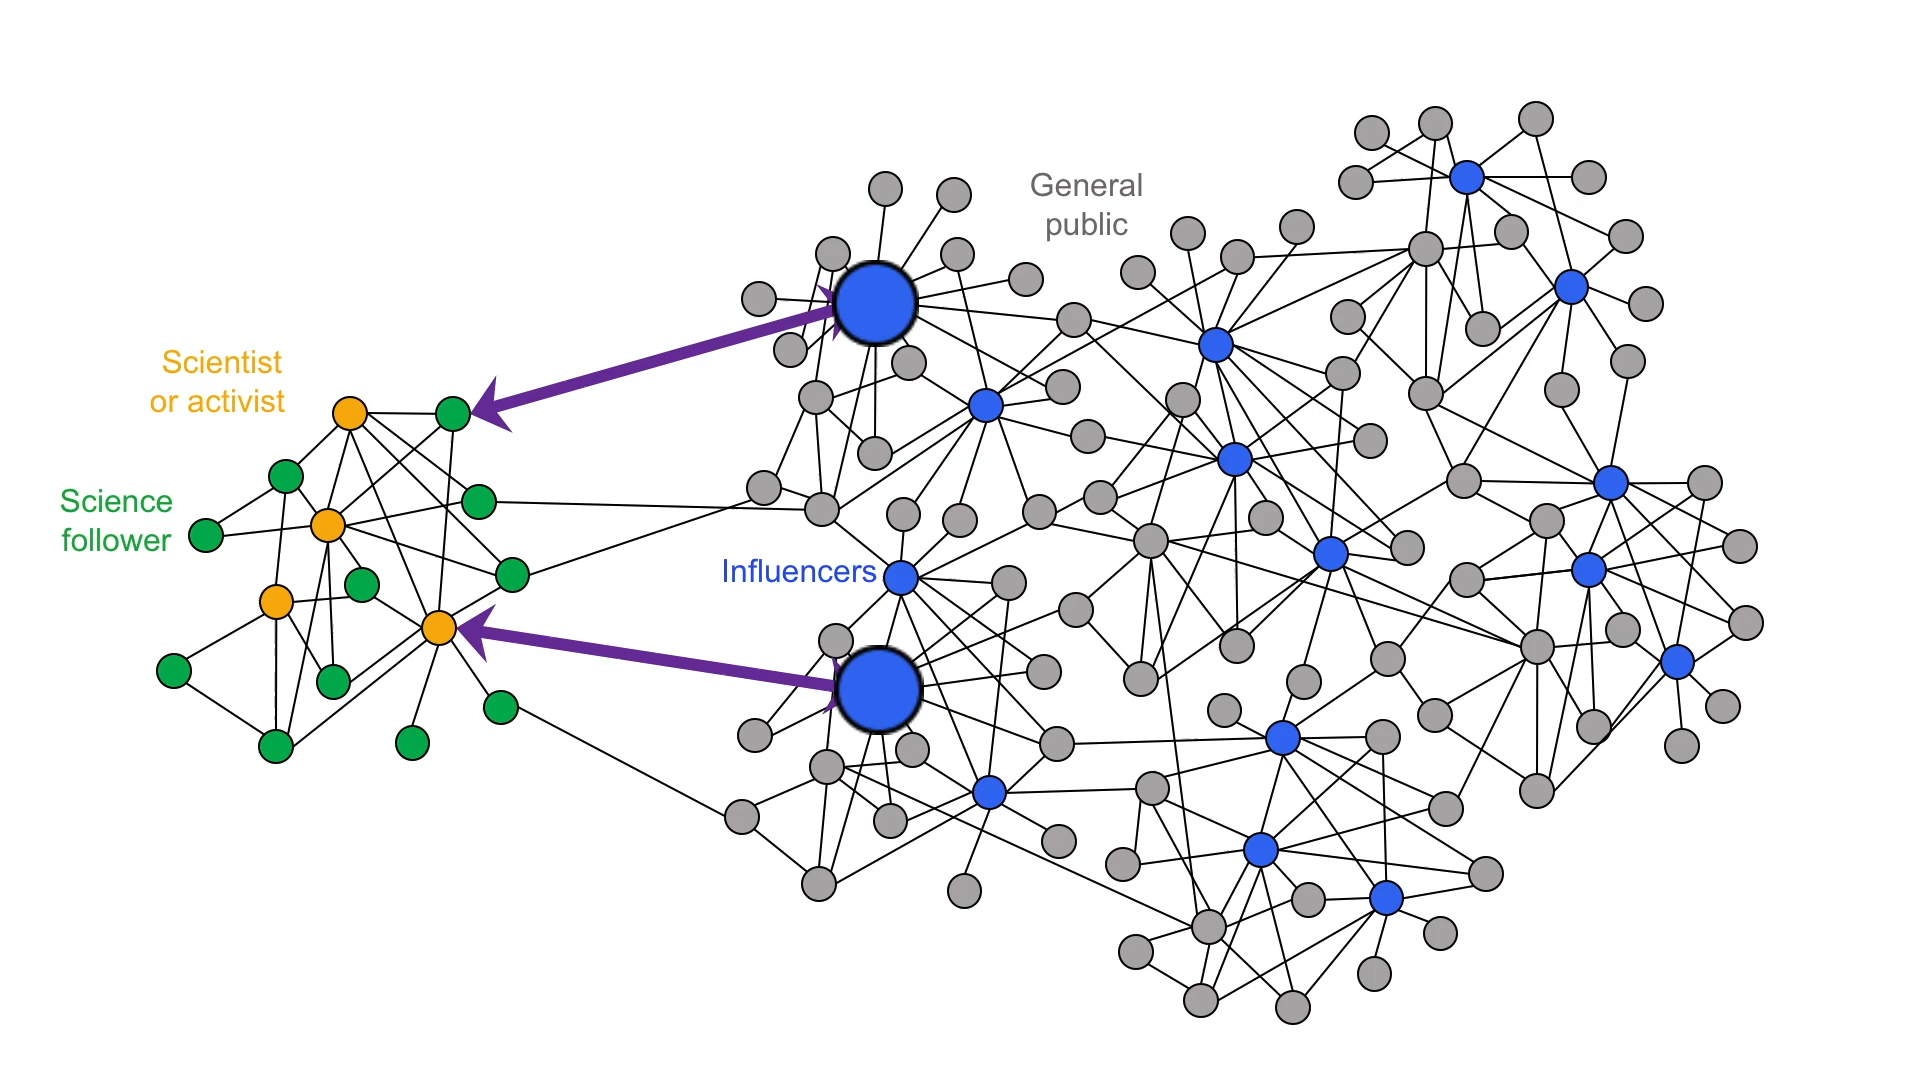 General
public
Scientist
or activist
Science
follower
Influencers